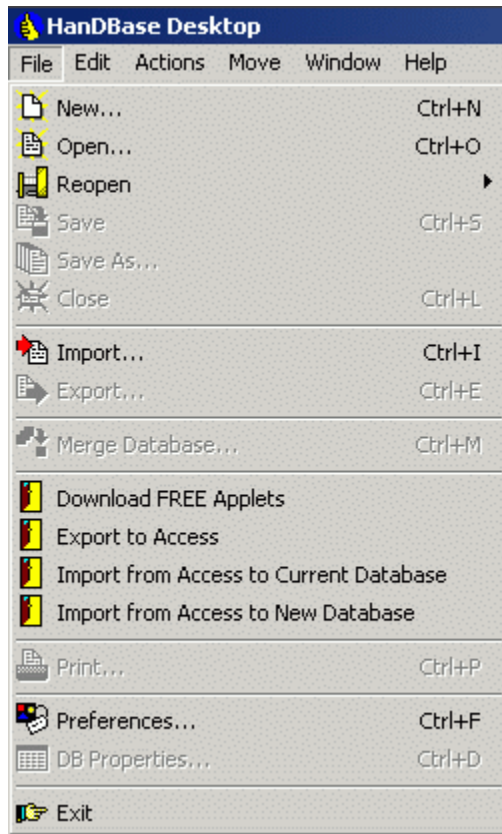 HanDBase Desktop
File Edit Actions Move Window Help
New... Ctrl+N
Open... Ctrl+O
Reopen
Save Ctrl+S
Save As...
Close Ctrl+L
Import... Ctrl+I
Export... Ctrl+E
Merge Database... Ctrl+M
Download FREE Applets
Export to Access
Import from Access to Current Database
Import from Access to New Database
Print... Ctrl+P
Preferences... Ctrl+F
DB Properties... Ctrl+D
Exit